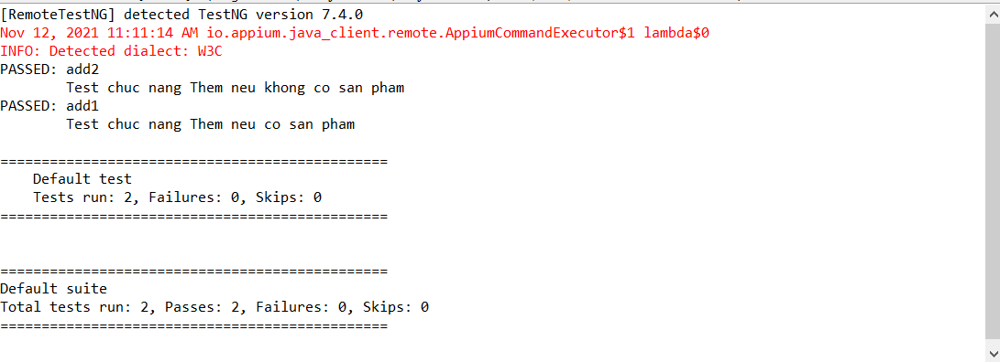 [RemoteTestNG] detected TestNG version 7.4.0
Nov 12, 2021 11:11:14 AM io.appium.java_client.remote.AppiumCommandExecutor$1 lambda$0
INFO: Detected dialect: W3C
PASSED: add2
        Test chuc nang Them neu khong co san pham
PASSED: add1
        Test chuc nang Them neu co san pham

===============================================
    Default test
    Tests run: 2, Failures: 0, Skips: 0
===============================================


===============================================
Default suite
Total tests run: 2, Passes: 2, Failures: 0, Skips: 0
===============================================